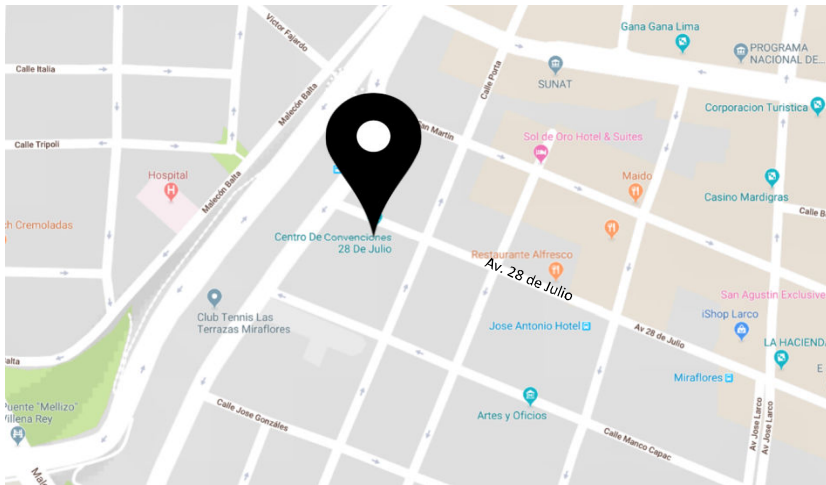 Gana Gana Lima
Victor Fajardo
PROGRAMA
NACIONAL DE...
Calle Italia
Calle Porta
SUNAT
Malecón Balta
Corporacion Turistica
San Martin
Sol de Oro Hotel & Suites
Calle Tripoli
Hospital
Maido
Malecón Balta
Casino Mardigras
Calle B
ch Cremoladas
Centro De Convenciones
28 De Julio
Restaurante Alfresco
Av. 28 de Julio
San Agustin Exclusive
Club Tennis Las
Terrazas Miraflores
iShop Larco
Jose Antonio Hotel
Av 28 de Julio
LA HACIENDA
E
alta
Miraflores
Puente "Mellizo"
Villena Rey
Calle Jose Gonzáles
Artes y Oficios
Av Jose Larco
Av Jose Larco
Calle Manco Capac
Male